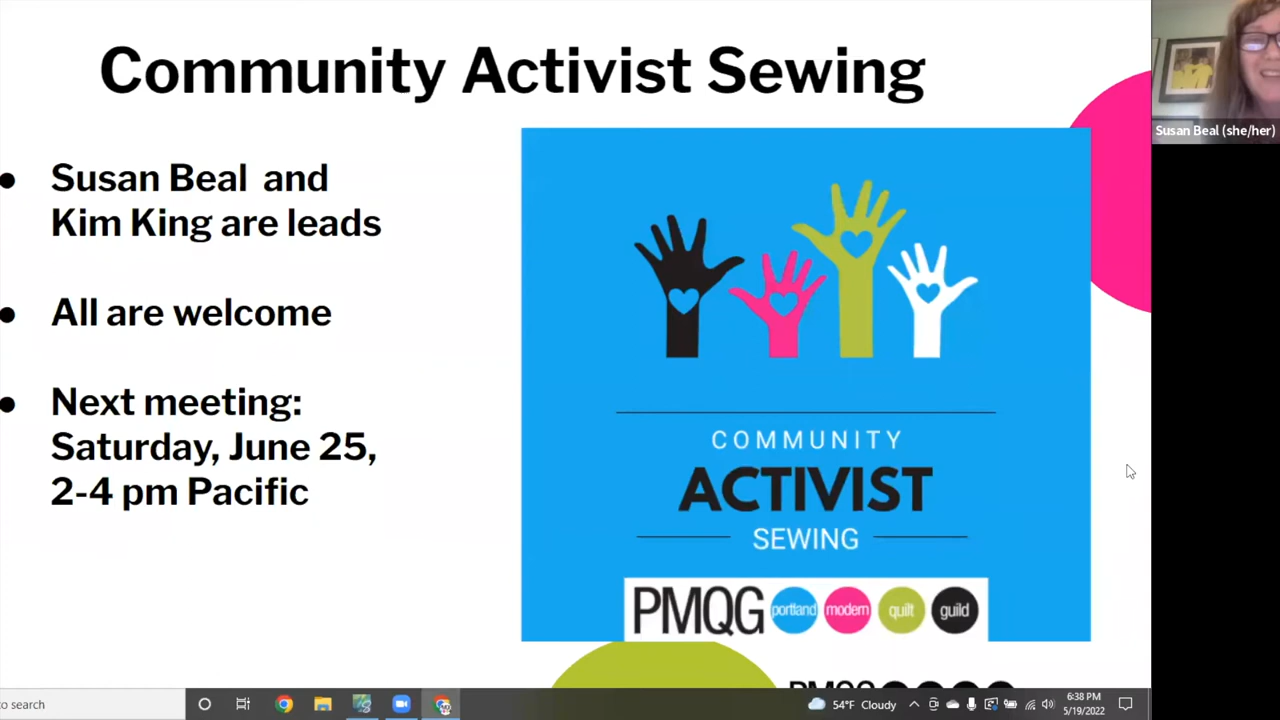 Community Activist Sewing
Susan Beal and
Kim King are leads
All are welcome
Next meeting:
Saturday, June 25,
2-4 pm Pacific
COMMUNITY
ACTIVIST
SEWING
PMQG portland modern quilt guild
Susan Beal (she/her)
to search
54°F Cloudy
6:38 PM
5/19/2022